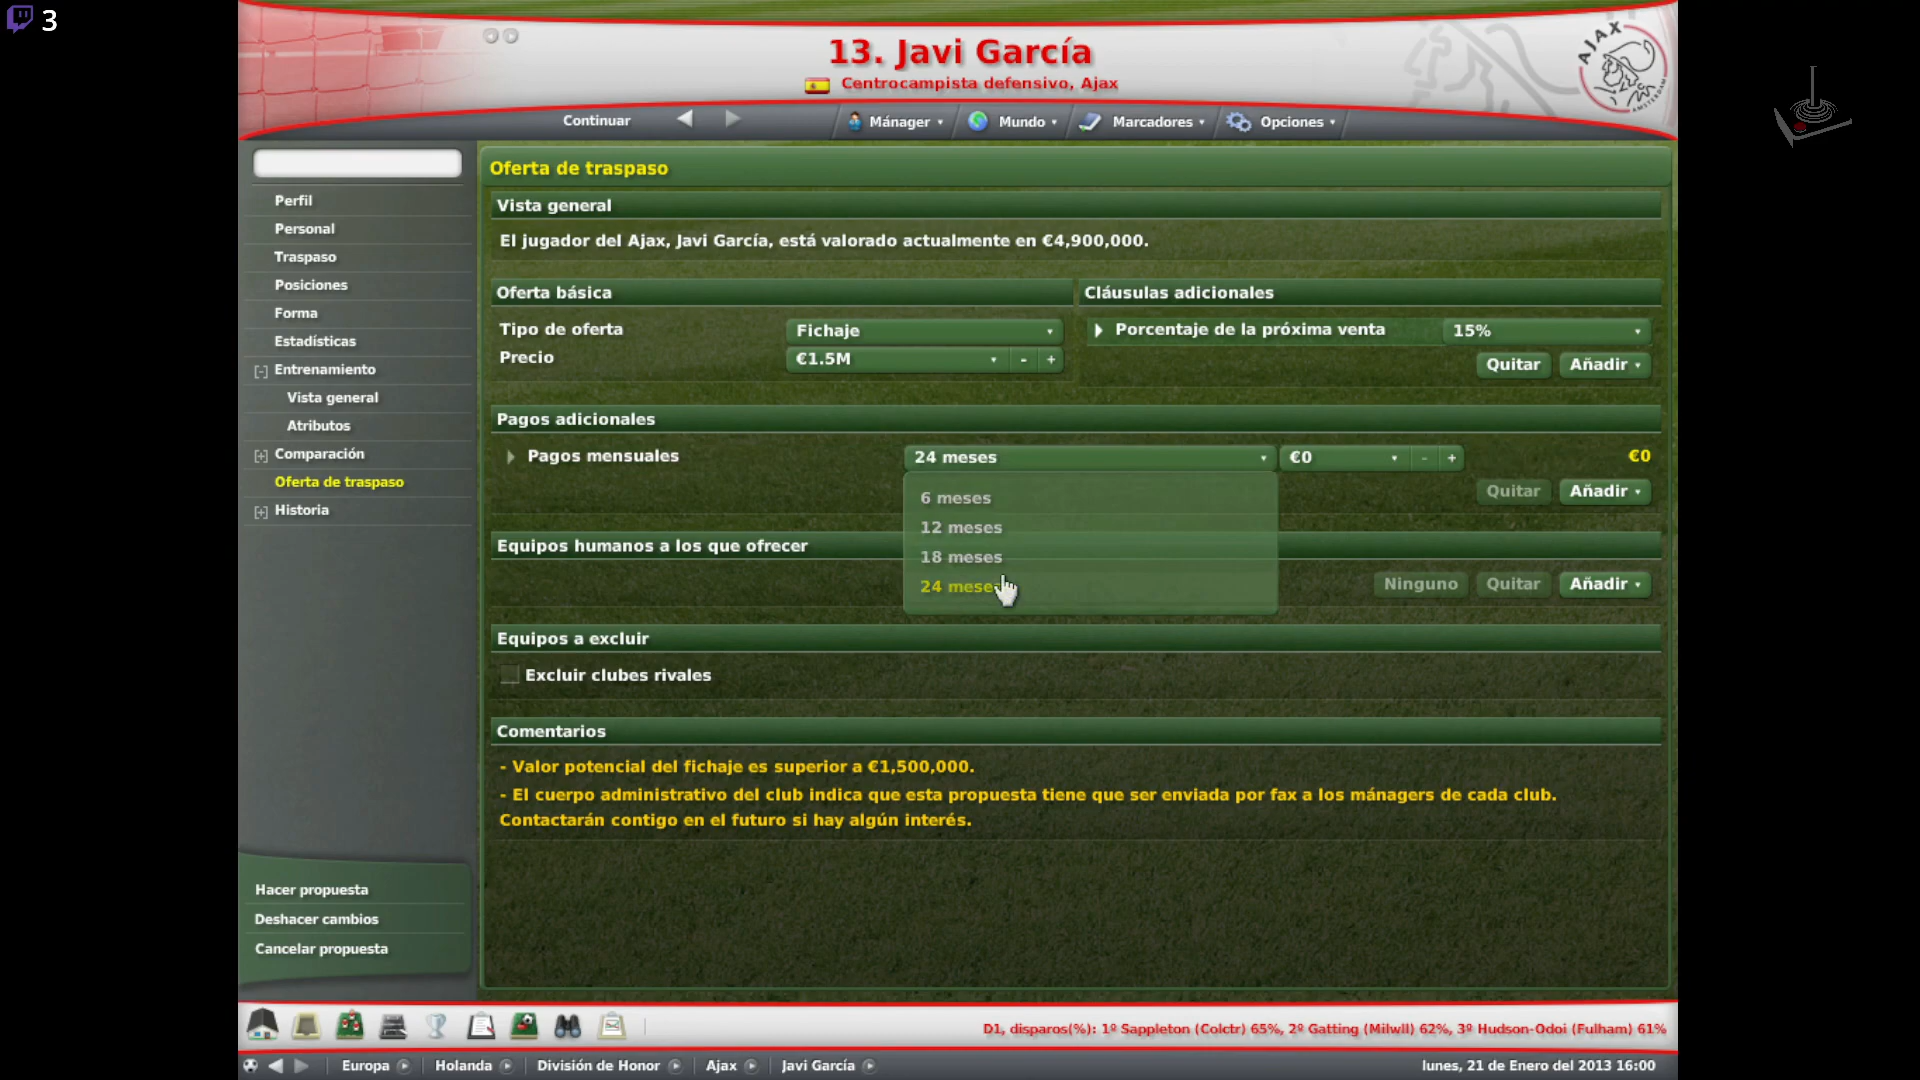 3
13. Javi García
Centrocampista defensivo, Ajax
AJAX
AMSTERDAM
Continuar
Mánager
Mundo
Marcadores
Opciones
Perfil
Personal
Traspaso
Posiciones
Forma
Estadísticas
[-] Entrenamiento
Vista general
Atributos
[+] Comparación
Oferta de traspaso
[+] Historia
Hacer propuesta
Deshacer cambios
Cancelar propuesta
Oferta de traspaso
Vista general
El jugador del Ajax, Javi García, está valorado actualmente en €4,900,000.
Oferta básica
Tipo de oferta Fichaje
Precio €1.5M - +
Cláusulas adicionales
Porcentaje de la próxima venta 15%
Quitar Añadir
Pagos adicionales
Pagos mensuales 24 meses €0 - + €0
6 meses
12 meses
18 meses
24 meses
Quitar Añadir
Equipos humanos a los que ofrecer
Ninguno Quitar Añadir
Equipos a excluir
Excluir clubes rivales
Comentarios
- Valor potencial del fichaje es superior a €1,500,000.
- El cuerpo administrativo del club indica que esta propuesta tiene que ser enviada por fax a los mánagers de cada club.
Contactarán contigo en el futuro si hay algún interés.
D1, disparos(%): 1º Sappleton (Colctr) 65%, 2º Gatting (Milwll) 62%, 3º Hudson-Odoi (Fulham) 61%
Europa Holanda División de Honor Ajax Javi García
lunes, 21 de Enero del 2013 16:00